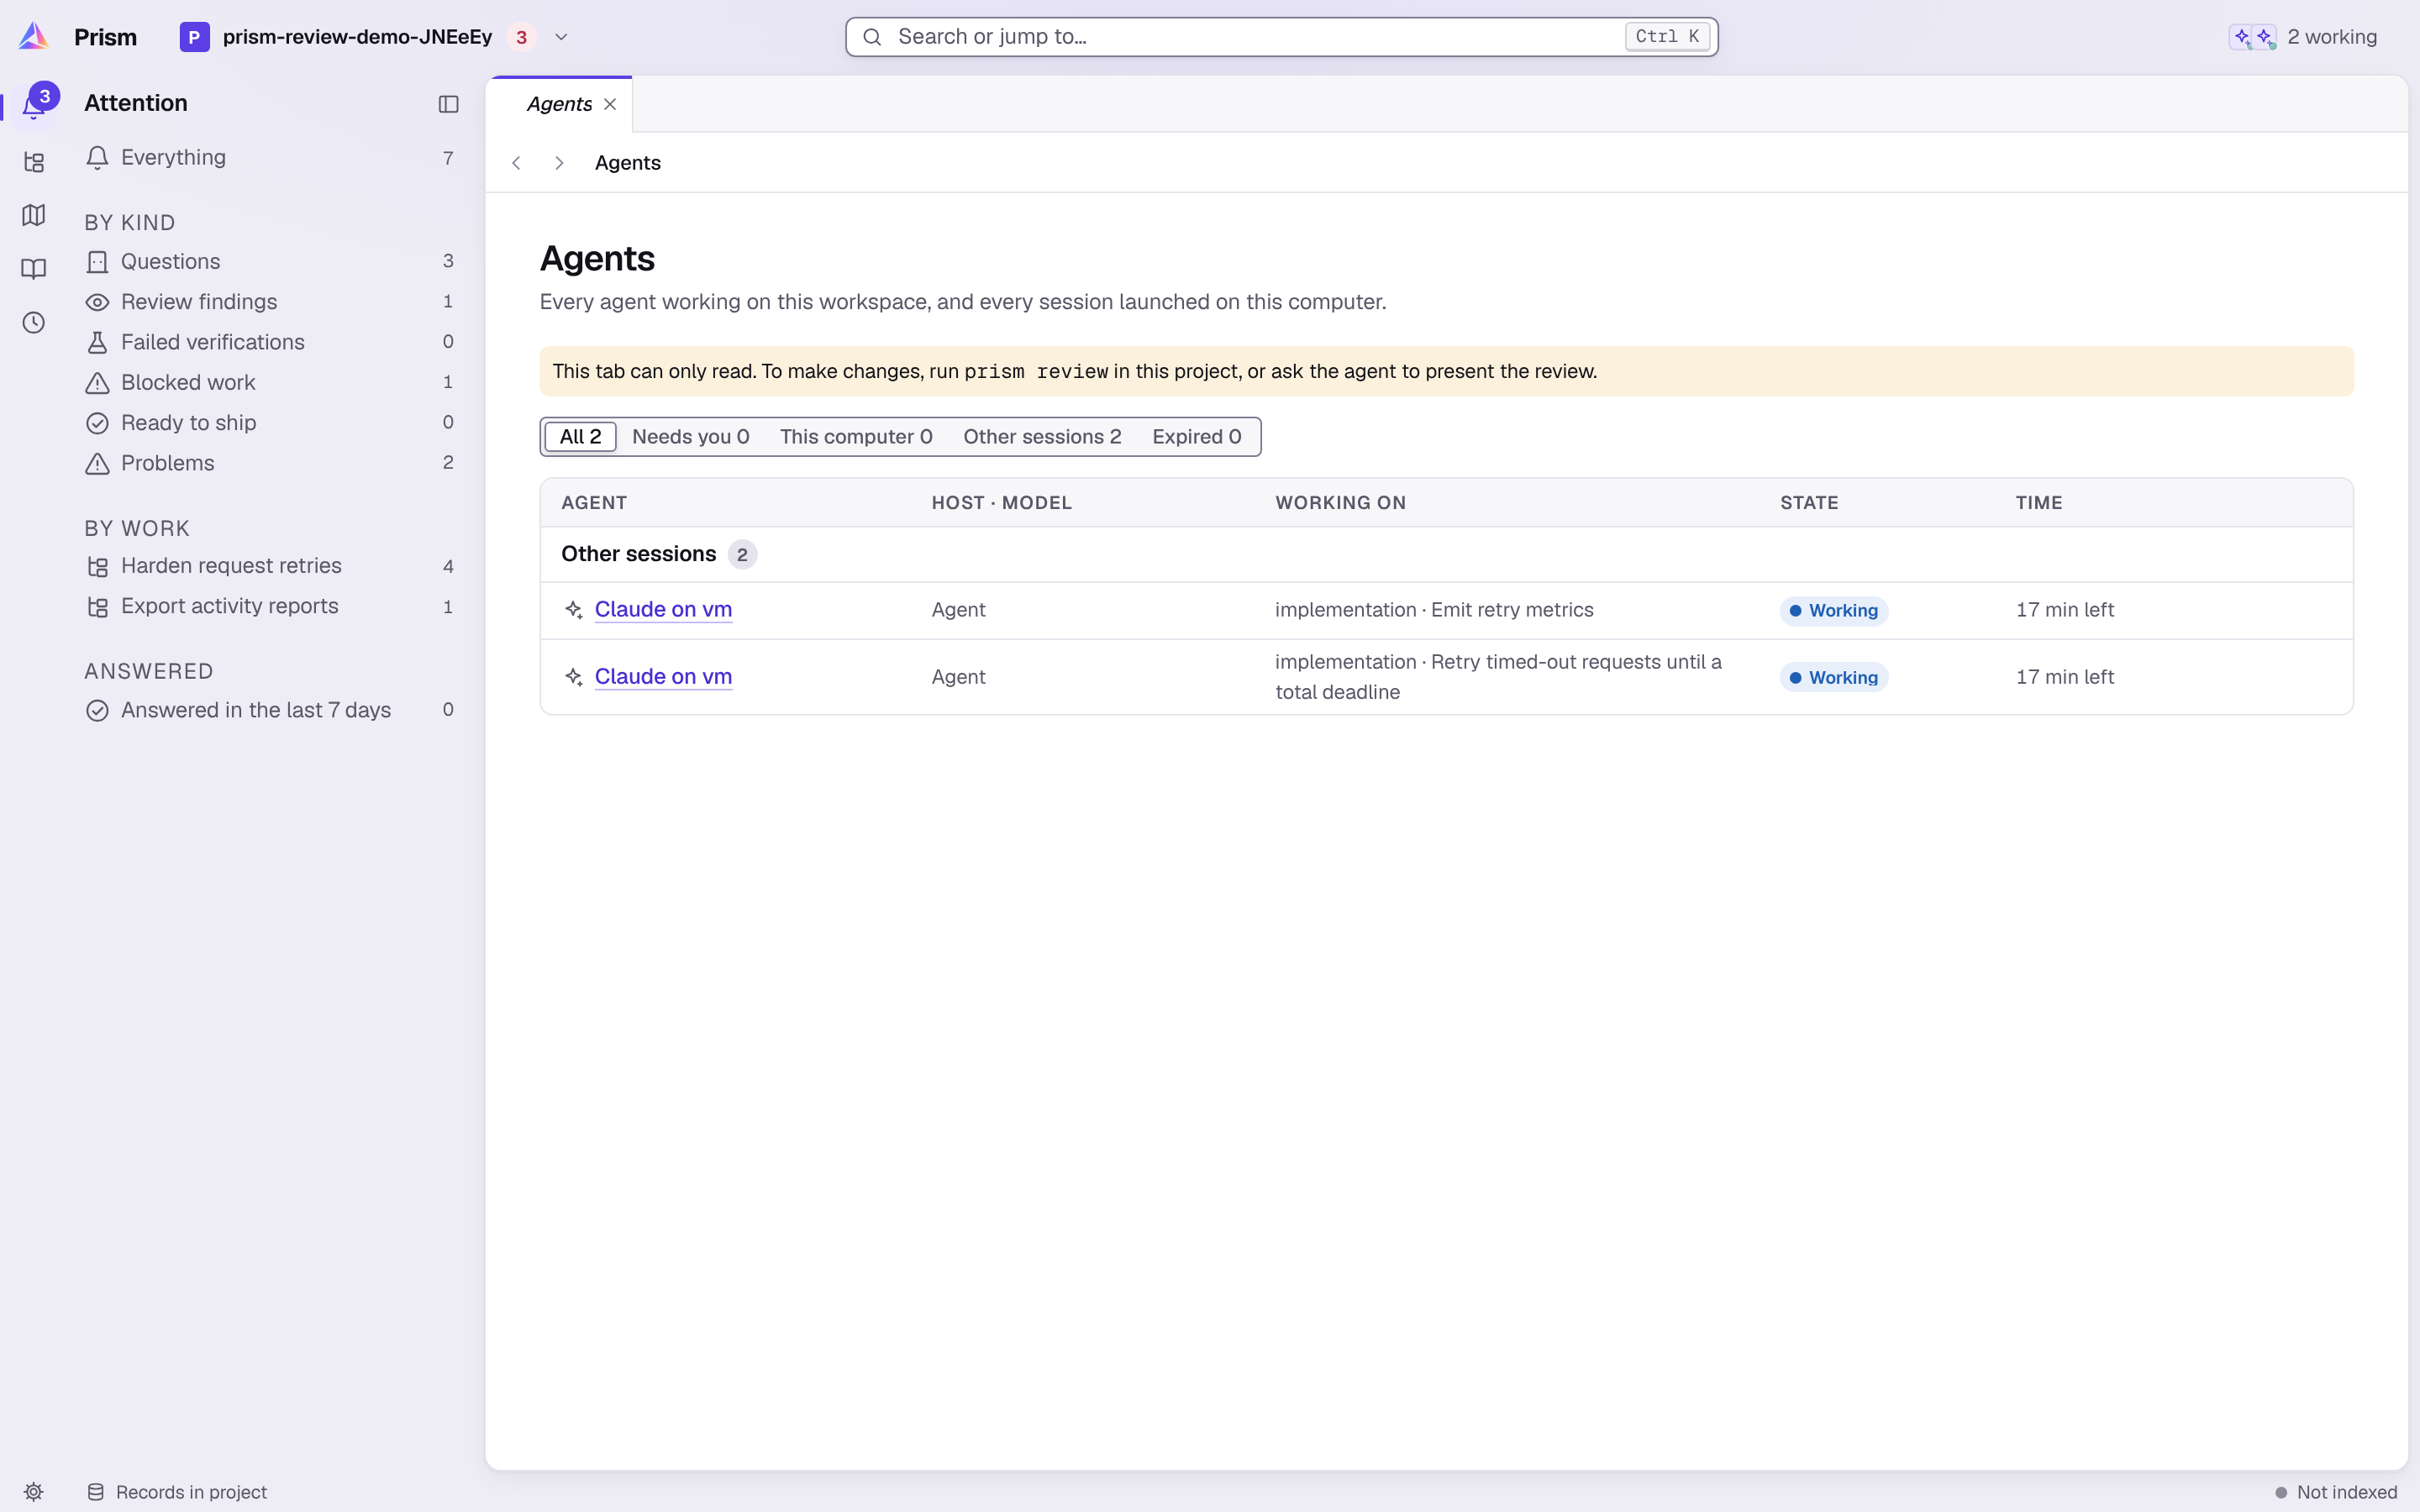 Prism
P prism-review-demo-JNEeEy 3
Search or jump to... Ctrl K
2 working
3
Attention
Everything 7
BY KIND
Questions 3
Review findings 1
Failed verifications 0
Blocked work 1
Ready to ship 0
Problems 2
BY WORK
Harden request retries 4
Export activity reports 1
ANSWERED
Answered in the last 7 days 0
Agents
Agents
Agents
Every agent working on this workspace, and every session launched on this computer.
This tab can only read. To make changes, run prism review in this project, or ask the agent to present the review.
All 2 Needs you 0 This computer 0 Other sessions 2 Expired 0
AGENT HOST · MODEL WORKING ON STATE TIME
Other sessions 2
Claude on vm Agent implementation · Emit retry metrics Working 17 min left
Claude on vm Agent implementation · Retry timed-out requests until a total deadline Working 17 min left
Records in project
Not indexed